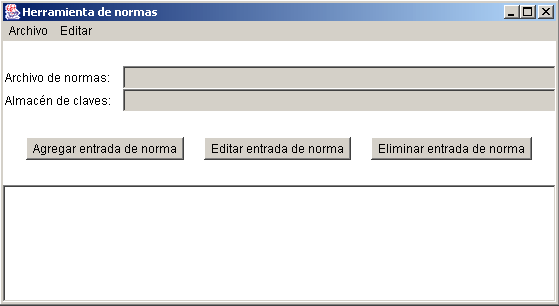 Herramienta de normas
Archivo Editar
Archivo de normas:
Almacén de claves:
Agregar entrada de norma Editar entrada de norma Eliminar entrada de norma